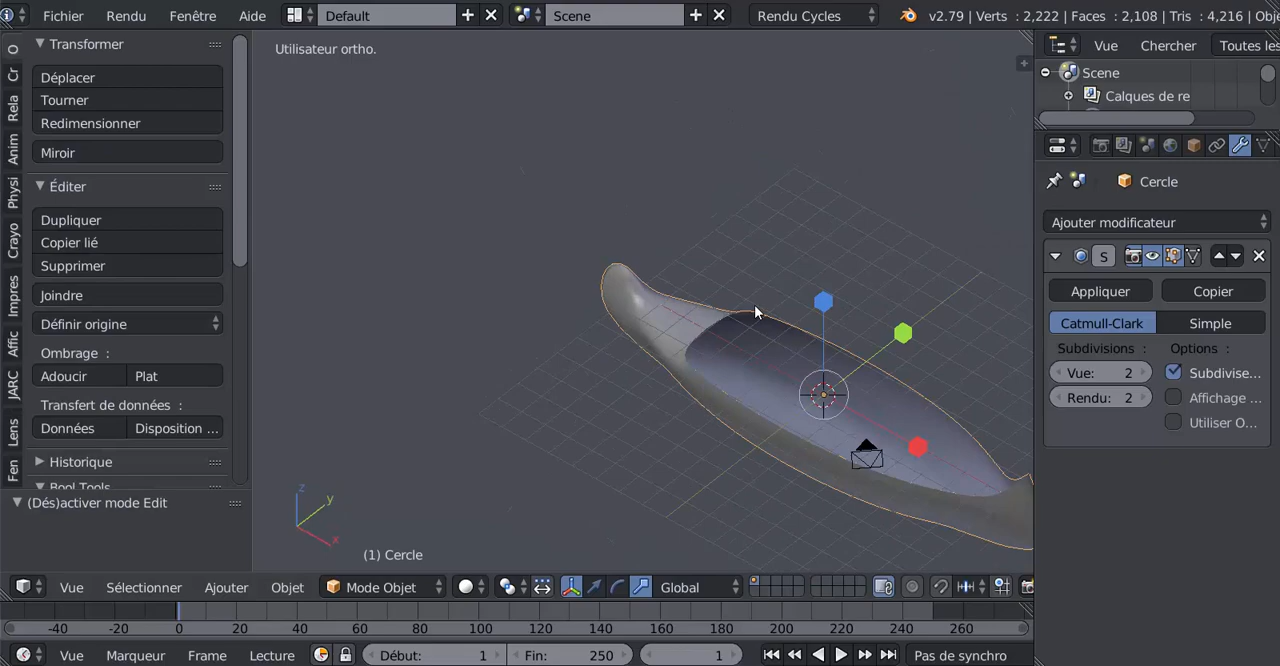 Fichier Rendu Fenêtre Aide Default Scene Rendu Cycles v2.79 | Verts : 2,222 | Faces : 2,108 | Tris : 4,216 | Obje
Transformer
Déplacer
Tourner
Redimensionner
Miroir
Éditer
Dupliquer
Copier lié
Supprimer
Joindre
Définir origine
Ombrage :
Adoucir Plat
Transfert de données :
Données Disposition ...
Historique
Bool Tools
(Dés)activer mode Edit
O
Cr
Rela
Anim
Physi
Crayo
Impres
Affic
JARC
Lens
Fen
Utilisateur ortho.
z
y
x
(1) Cercle
Vue Chercher Toutes les
Scene
Calques de re
Cercle
Ajouter modificateur
S
Appliquer Copier
Catmull-Clark Simple
Subdivisions : Options :
Vue: 2 Subdivise...
Rendu: 2 Affichage ...
Utiliser O...
Vue Sélectionner Ajouter Objet Mode Objet Global
-40 -20 0 20 40 60 80 100 120 140 160 180 200 220 240 260
Vue Marqueur Frame Lecture Début: 1 Fin: 250 1 Pas de synchro